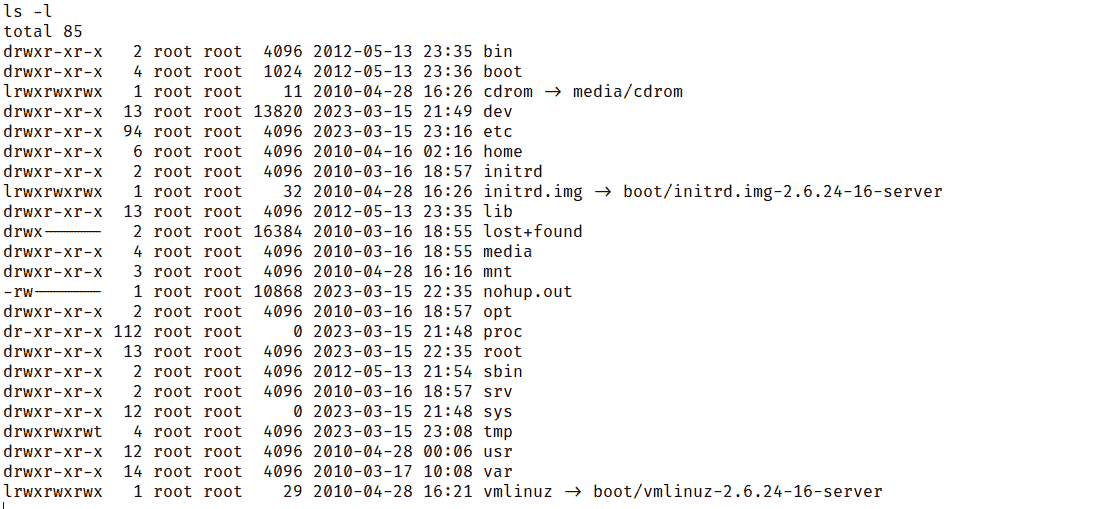 ls -l
total 85
drwxr-xr-x   2 root root  4096 2012-05-13 23:35 bin
drwxr-xr-x   4 root root  1024 2012-05-13 23:36 boot
lrwxrwxrwx   1 root root    11 2010-04-28 16:26 cdrom -> media/cdrom
drwxr-xr-x  13 root root 13820 2023-03-15 21:49 dev
drwxr-xr-x  94 root root  4096 2023-03-15 23:16 etc
drwxr-xr-x   6 root root  4096 2010-04-16 02:16 home
drwxr-xr-x   2 root root  4096 2010-03-16 18:57 initrd
lrwxrwxrwx   1 root root    32 2010-04-28 16:26 initrd.img -> boot/initrd.img-2.6.24-16-server
drwxr-xr-x  13 root root  4096 2012-05-13 23:35 lib
drwx------   2 root root 16384 2010-03-16 18:55 lost+found
drwxr-xr-x   4 root root  4096 2010-03-16 18:55 media
drwxr-xr-x   3 root root  4096 2010-04-28 16:16 mnt
-rw-------   1 root root 10868 2023-03-15 22:35 nohup.out
drwxr-xr-x   2 root root  4096 2010-03-16 18:57 opt
dr-xr-xr-x 112 root root     0 2023-03-15 21:48 proc
drwxr-xr-x  13 root root  4096 2023-03-15 22:35 root
drwxr-xr-x   2 root root  4096 2012-05-13 21:54 sbin
drwxr-xr-x   2 root root  4096 2010-03-16 18:57 srv
drwxr-xr-x  12 root root     0 2023-03-15 21:48 sys
drwxrwxrwt   4 root root  4096 2023-03-15 23:08 tmp
drwxr-xr-x  12 root root  4096 2010-04-28 00:06 usr
drwxr-xr-x  14 root root  4096 2010-03-17 10:08 var
lrwxrwxrwx   1 root root    29 2010-04-28 16:21 vmlinuz -> boot/vmlinuz-2.6.24-16-server